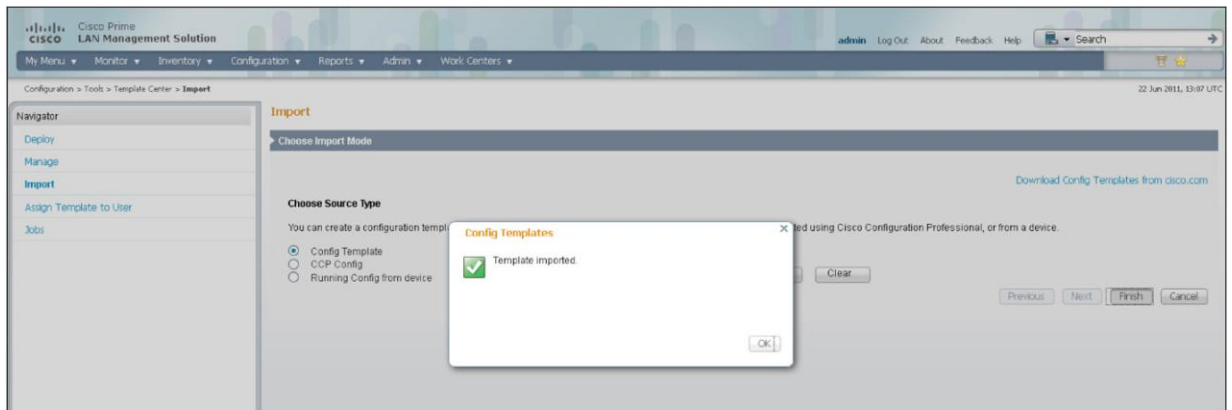 Cisco Prime
CISCO LAN Management Solution
admin Log Out About Feedback Help Search
My Menu Monitor Inventory Configuration Reports Admin Work Centers
Configuration > Tools > Template Center > Import
22 Jun 2011, 13:07 UTC
Navigator
Deploy
Manage
Import
Assign Template to User
Jobs
Import
Choose Import Mode
Download Config Templates from cisco.com
Choose Source Type
You can create a configuration templ ted using Cisco Configuration Professional, or from a device.
Config Template
CCP Config
Running Config from device
Clear
Previous Next Finish Cancel
Config Templates
Template imported.
OK